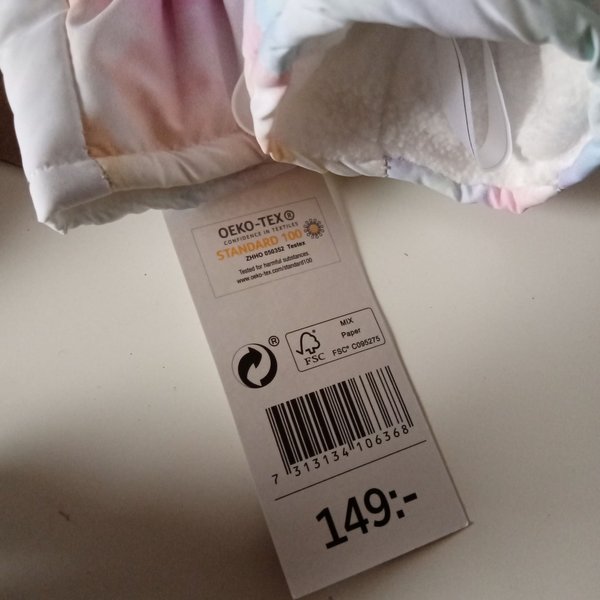 OEKO-TEX®
CONFIDENCE IN TEXTILES
STANDARD 100
ZHHO 050352 Testex
Tested for harmful substances.
www.oeko-tex.com/standard100
®
FSC
MIX
Paper
FSC® C095275
7 313134 106368
149:-